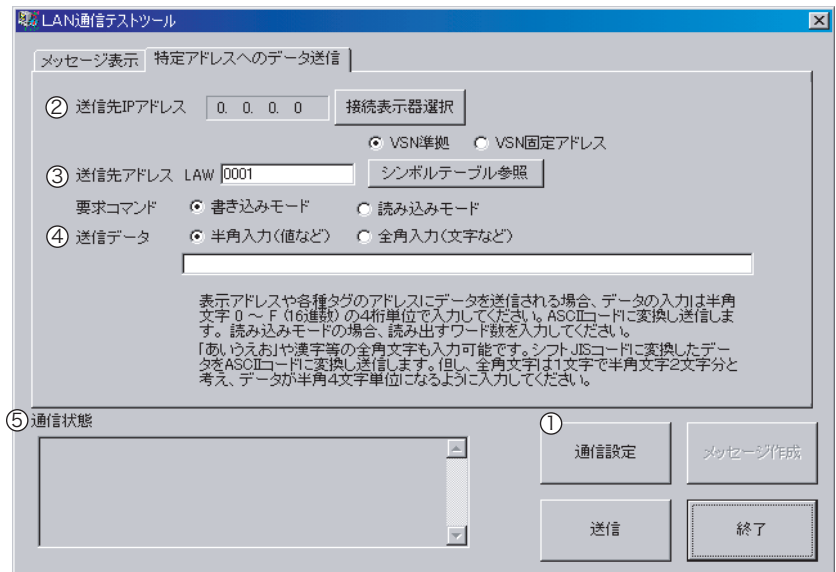 LAN通信テストツール
メッセージ表示 特定アドレスへのデータ送信
② 送信先IPアドレス 0. 0. 0. 0 接続表示器選択
VSN準拠 VSN固定アドレス
③ 送信先アドレス LAW 0001 シンボルテーブル参照
要求コマンド 書き込みモード 読み込みモード
④ 送信データ 半角入力(値など) 全角入力(文字など)
表示アドレスや各種タグのアドレスにデータを送信される場合、データの入力は半角
文字 0 ～ F (16進数) の4桁単位で入力してください。ASCIIコードに変換し送信しま
す。読み込みモードの場合、読み出すワード数を入力してください。
「あいうえお」や漢字等の全角文字も入力可能です。シフトJISコードに変換したデー
タをASCIIコードに変換し送信します。但し、全角文字は1文字で半角文字2文字分と
考え、データが半角4文字単位になるように入力してください。
⑤ 通信状態
①
通信設定 メッセージ作成
送信 終了